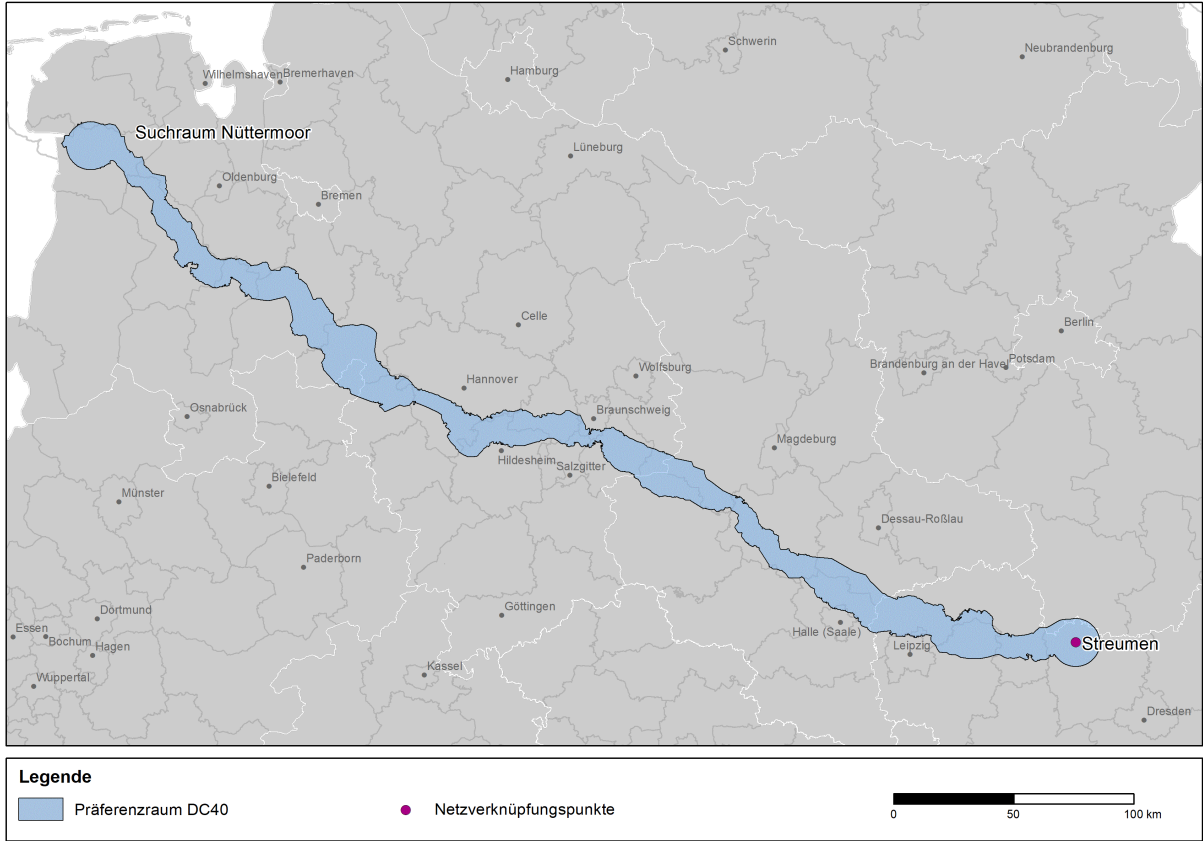 Schwerin
Neubrandenburg
Wilhelmshaven
Bremerhaven
Hamburg
Suchraum Nüttermoor
Lüneburg
Oldenburg
Bremen
Celle
Berlin
Brandenburg an der Havel
Potsdam
Wolfsburg
Hannover
Osnabrück
Braunschweig
Magdeburg
Hildesheim
Salzgitter
Bielefeld
Münster
Dessau-Roßlau
Paderborn
Göttingen
Dortmund
Essen
Bochum
Hagen
Halle (Saale)
Leipzig
Streumen
Kassel
Wuppertal
Dresden
Legende
Präferenzraum DC40
Netzverknüpfungspunkte
0 50 100 km